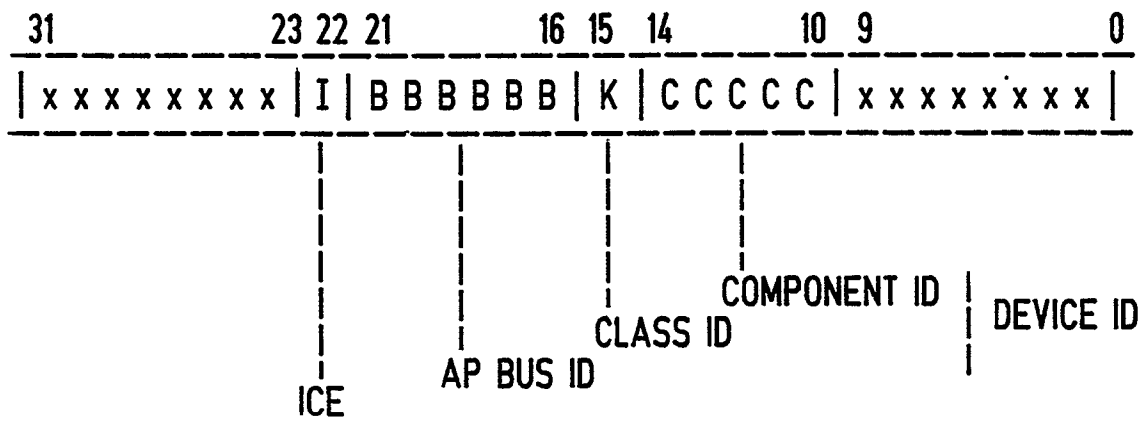 31 23 22 21 16 15 14 10 9 0
| x x x x x x x x | I | B B B B B B | K | C C C C C | x x x x x x x x |
COMPONENT ID
DEVICE ID
CLASS ID
AP BUS ID
ICE